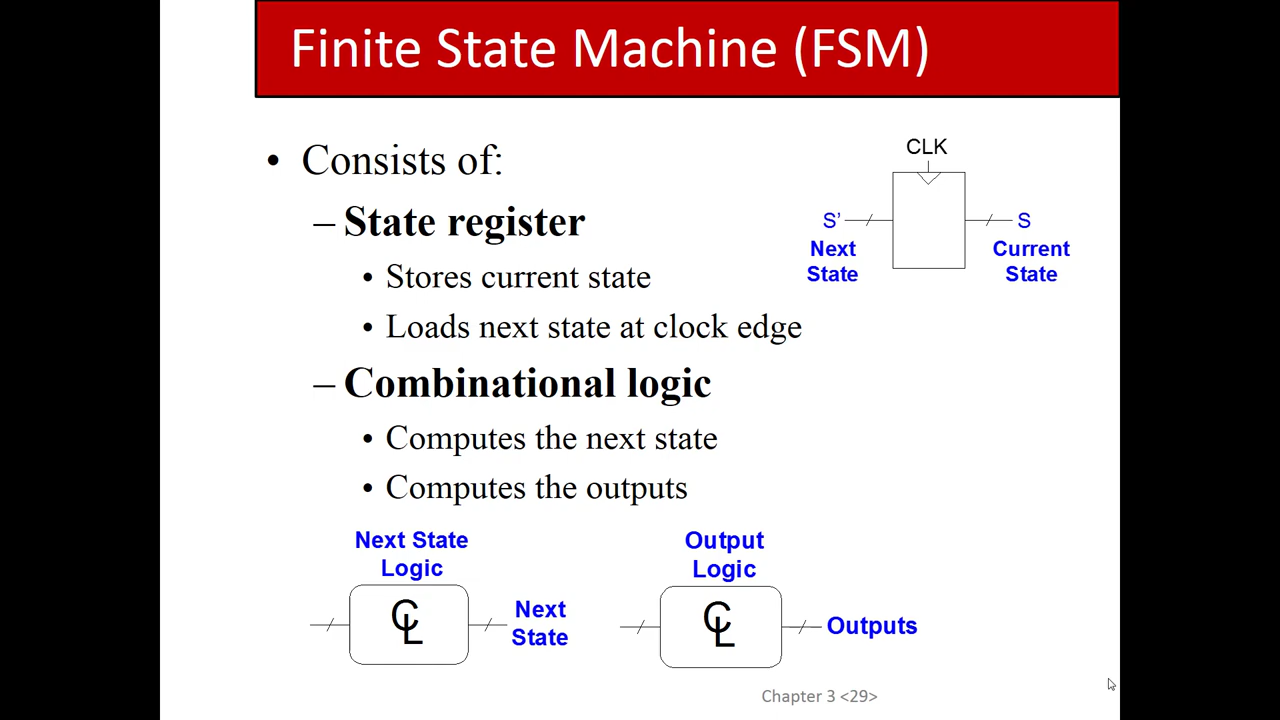 Finite State Machine (FSM)
• Consists of:
– State register
• Stores current state
• Loads next state at clock edge
– Combinational logic
• Computes the next state
• Computes the outputs
CLK
S’
S
Next
State
Current
State
Next State
Logic
CL
Next
State
Output
Logic
CL
Outputs
Chapter 3 <29>